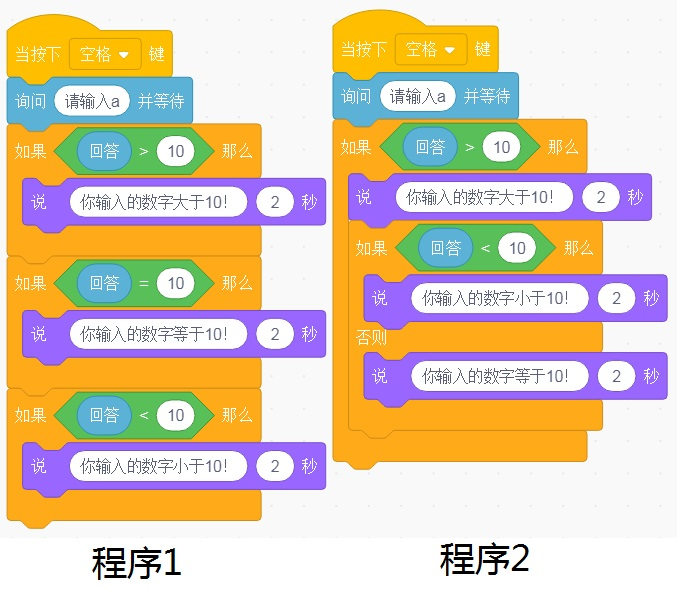 当按下 空格 键
询问 请输入a 并等待
如果 回答 > 10 那么
说 你输入的数字大于10! 2 秒
如果 回答 = 10 那么
说 你输入的数字等于10! 2 秒
如果 回答 < 10 那么
说 你输入的数字小于10! 2 秒
程序1
当按下 空格 键
询问 请输入a 并等待
如果 回答 > 10 那么
说 你输入的数字大于10! 2 秒
如果 回答 < 10 那么
说 你输入的数字小于10! 2 秒
否则
说 你输入的数字等于10! 2 秒
程序2